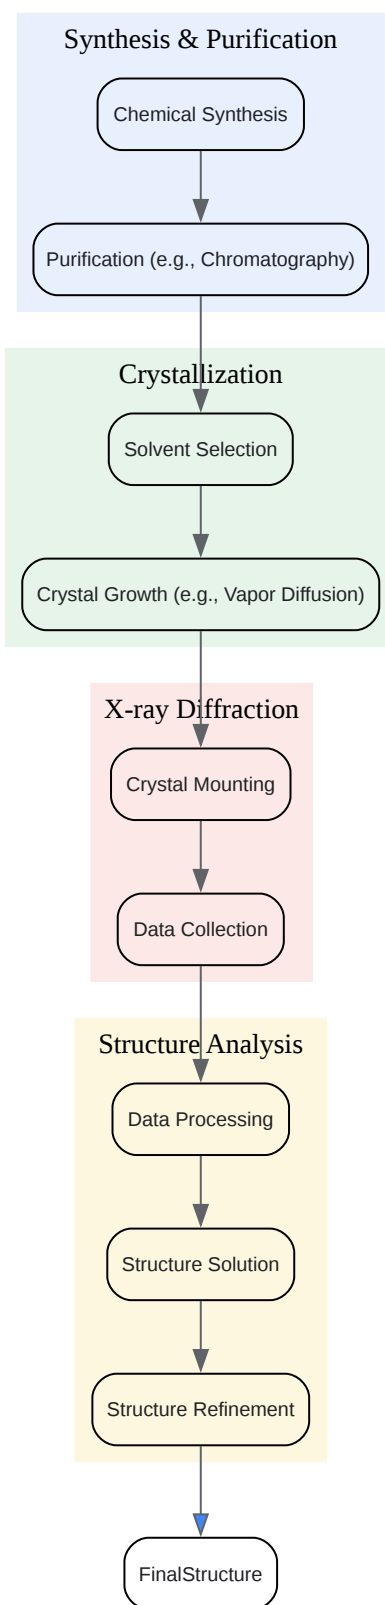 Synthesis & Purification
Chemical Synthesis
Purification (e.g., Chromatography)
Crystallization
Solvent Selection
Crystal Growth (e.g., Vapor Diffusion)
X-ray Diffraction
Crystal Mounting
Data Collection
Structure Analysis
Data Processing
Structure Solution
Structure Refinement
FinalStructure